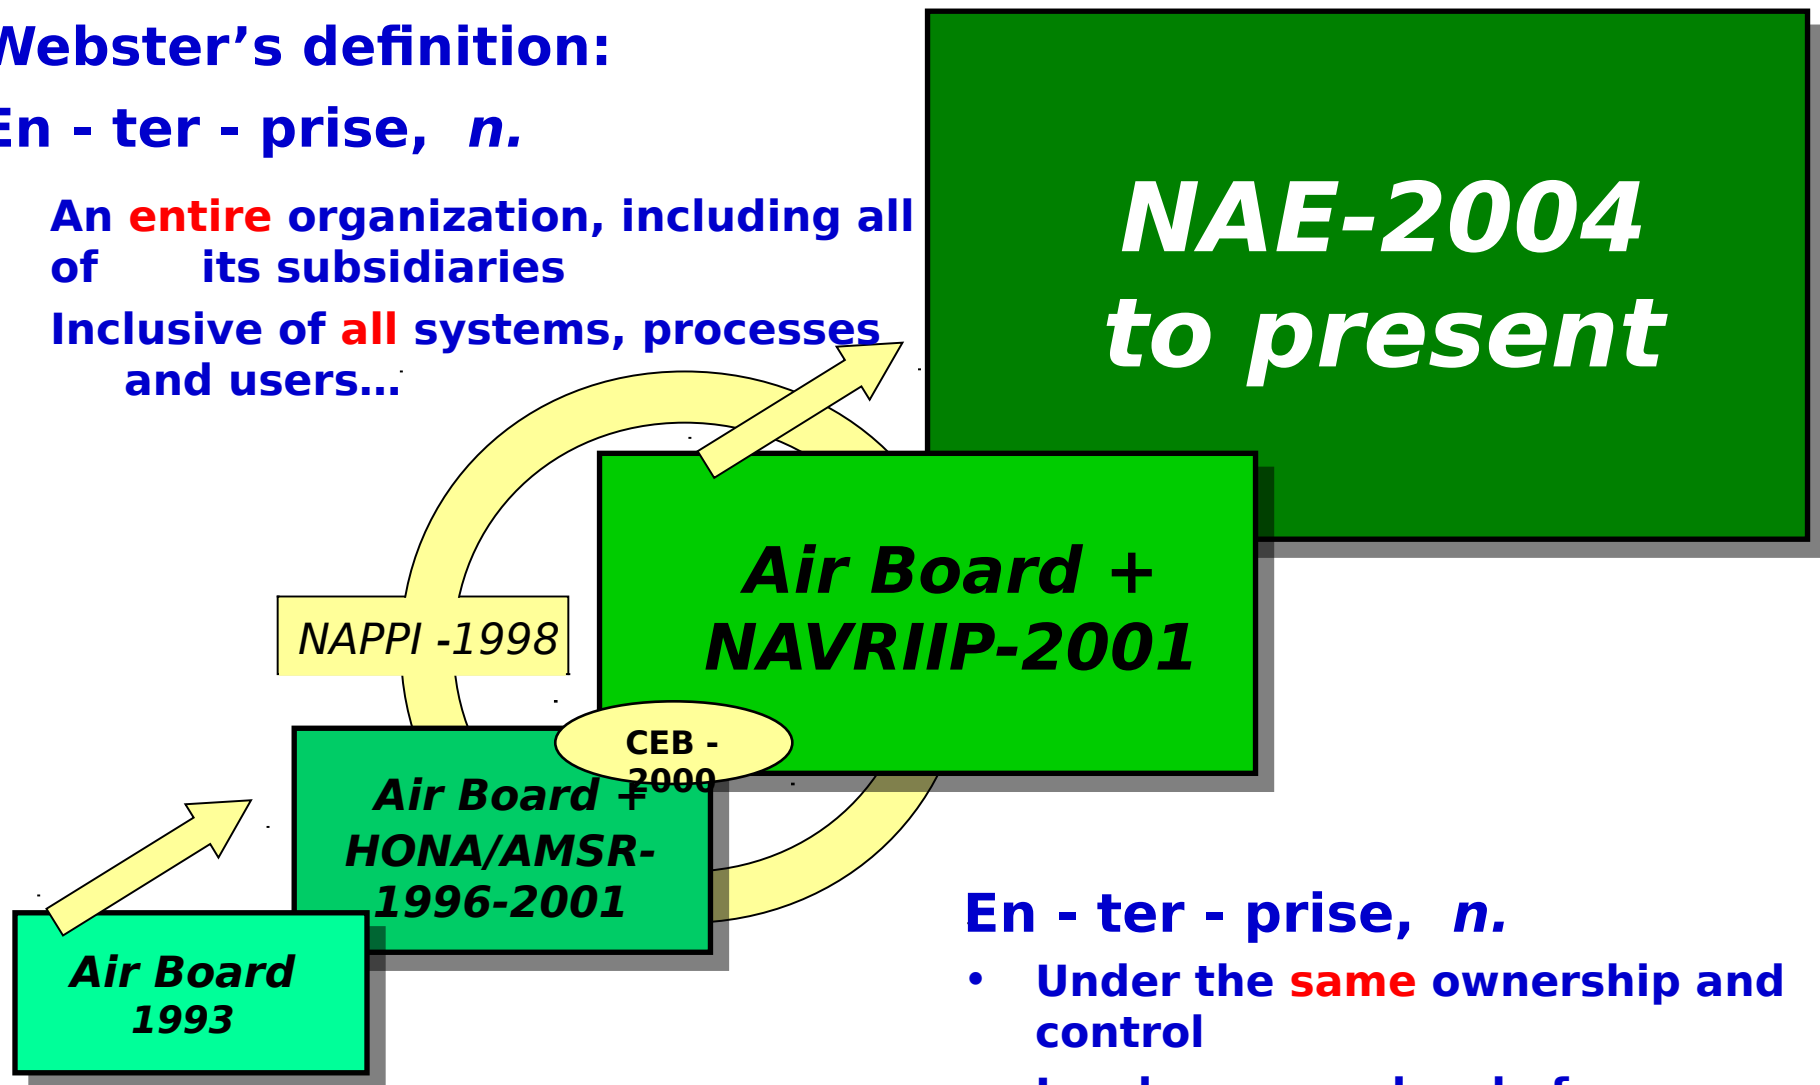 Webster’s definition:
En - ter - prise, n.
An entire organization, including all
of its subsidiaries
Inclusive of all systems, processes
and users…
NAE-2004
to present
Air Board +
NAVRIIP-2001
NAPPI -1998
CEB -
2000
Air Board +
HONA/AMSR-
1996-2001
Air Board
1993
En - ter - prise, n.
• Under the same ownership and
control